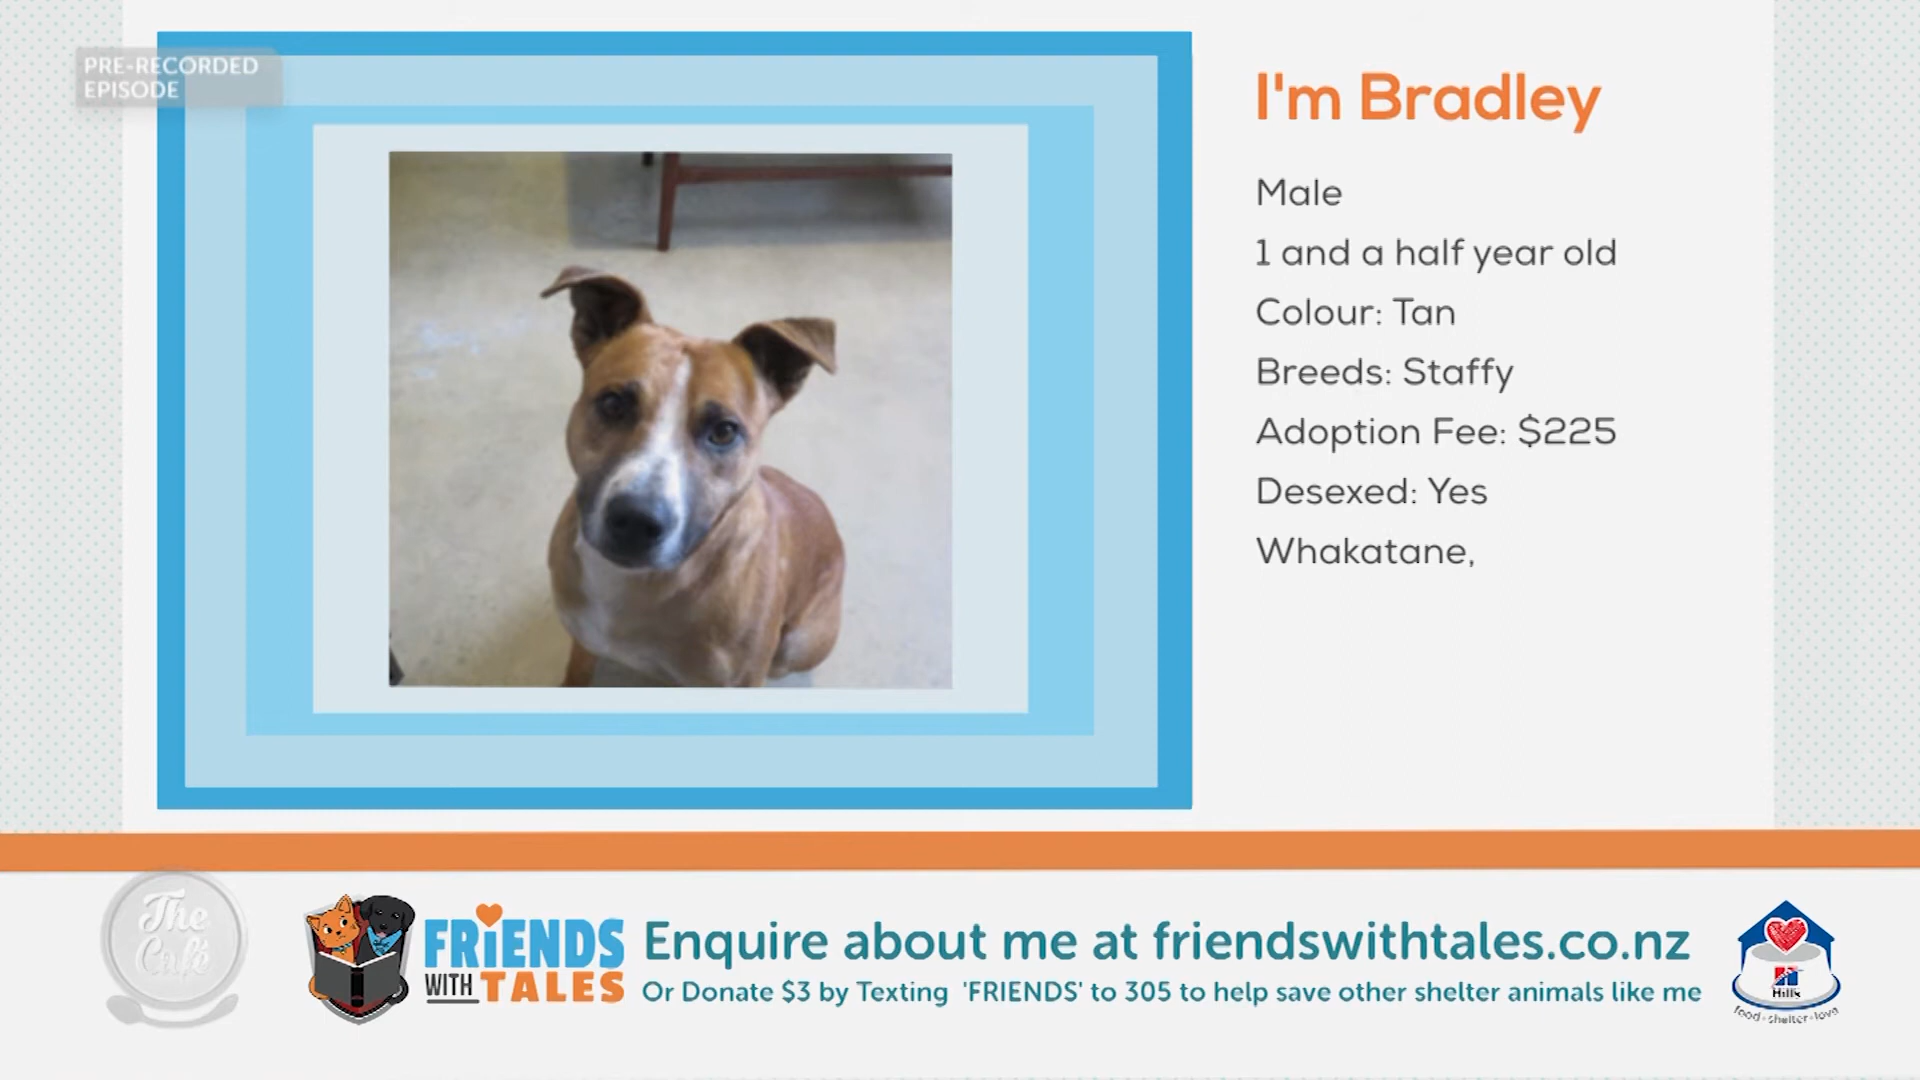 PRE-RECORDED
EPISODE
I'm Bradley
Male
1 and a half year old
Colour: Tan
Breeds: Staffy
Adoption Fee: $225
Desexed: Yes
Whakatane,
The
Café
FRIENDS
WITH TALES
Enquire about me at friendswithtales.co.nz
Or Donate $3 by Texting 'FRIENDS' to 305 to help save other shelter animals like me
Hill's
food·shelter·love